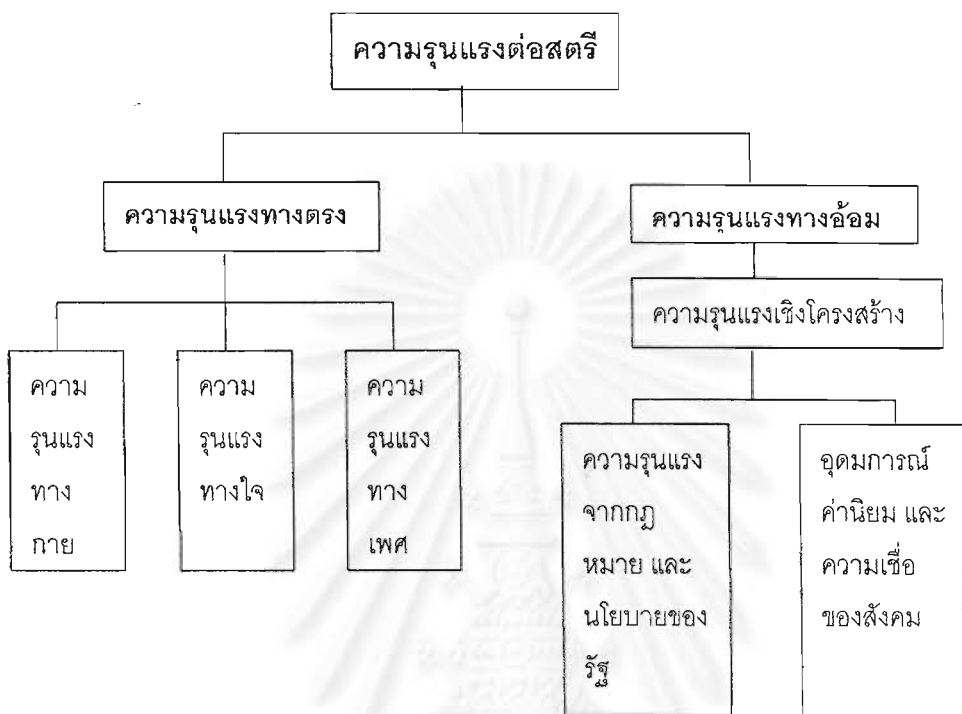 ความรุนแรงต่อสตรี
ความรุนแรงทางตรง
ความรุนแรงทางอ้อม
ความรุนแรงเชิงโครงสร้าง
ความ
รุนแรง
ทาง
กาย
ความ
รุนแรง
ทางใจ
ความ
รุนแรง
ทาง
เพศ
ความรุนแรง
จากกฎ
หมาย และ
นโยบายของ
รัฐ
อุดมการณ์
ค่านิยม และ
ความเชื่อ
ของสังคม